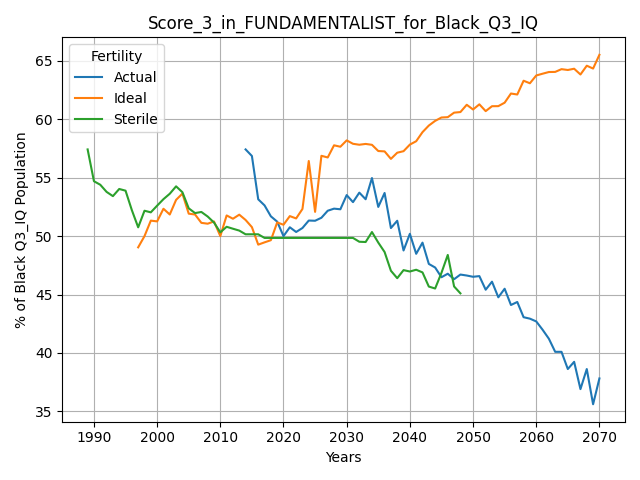 Score_3_in_FUNDAMENTALIST_for_Black_Q3_IQ
Fertility
Actual
Ideal
Sterile
% of Black Q3_IQ Population
65
60
55
50
45
40
35
1990
2000
2010
2020
2030
2040
2050
2060
2070
Years